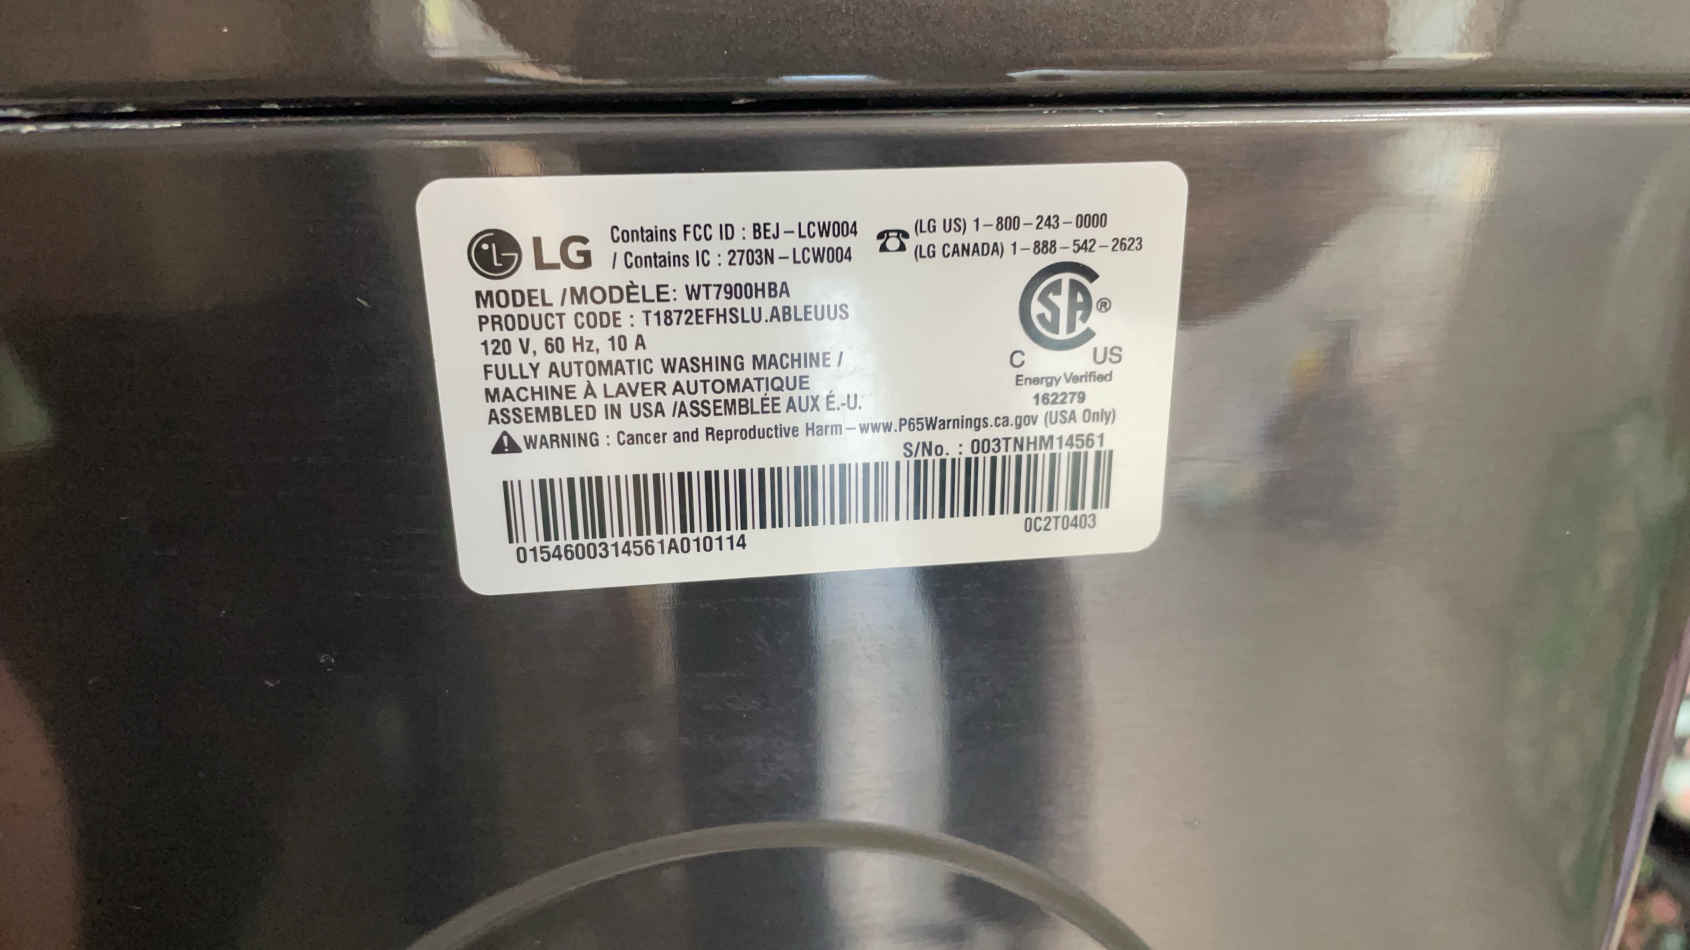 LG
Contains FCC ID : BEJ-LCW004
/ Contains IC : 2703N-LCW004
(LG US) 1-800-243-0000
(LG CANADA) 1-888-542-2623
MODEL /MODÈLE: WT7900HBA
PRODUCT CODE : T1872EFHSLU.ABLEUUS
120 V, 60 Hz, 10 A
FULLY AUTOMATIC WASHING MACHINE /
MACHINE À LAVER AUTOMATIQUE
ASSEMBLED IN USA /ASSEMBLÉE AUX É.-U.
SA ®
C US
Energy Verified
162279
WARNING : Cancer and Reproductive Harm-www.P65Warnings.ca.gov (USA Only)
S/No. : 003TNHM14561
0154600314561A010114
0C2T0403